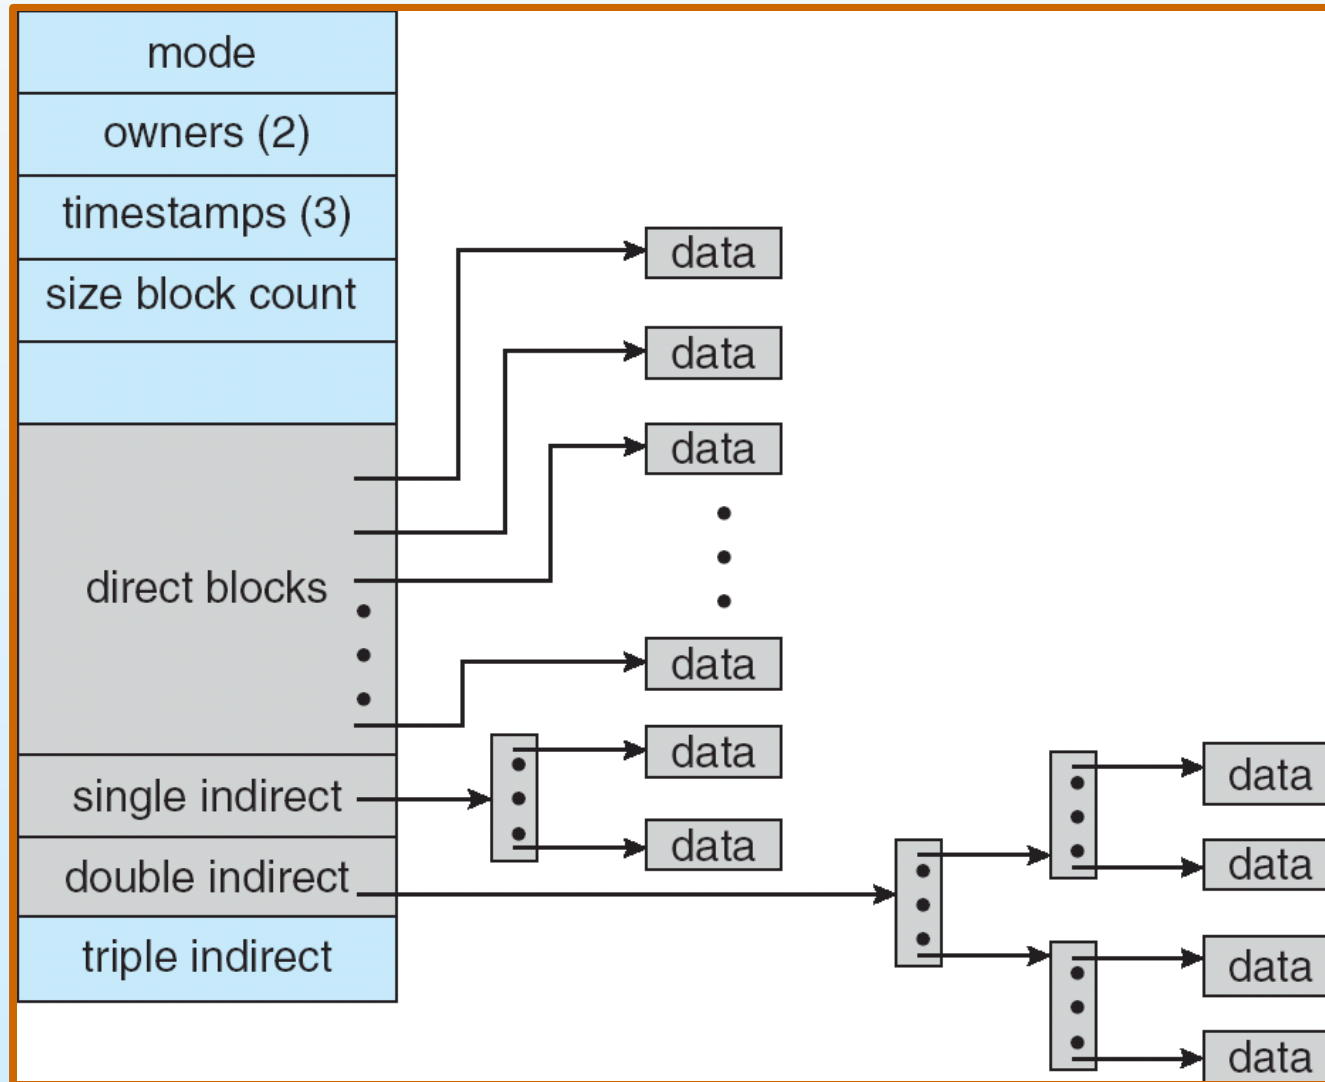 mode
owners (2)
timestamps (3)
size block count
direct blocks
single indirect
double indirect
triple indirect
data
data
data
data
data
data
data
data
data
data